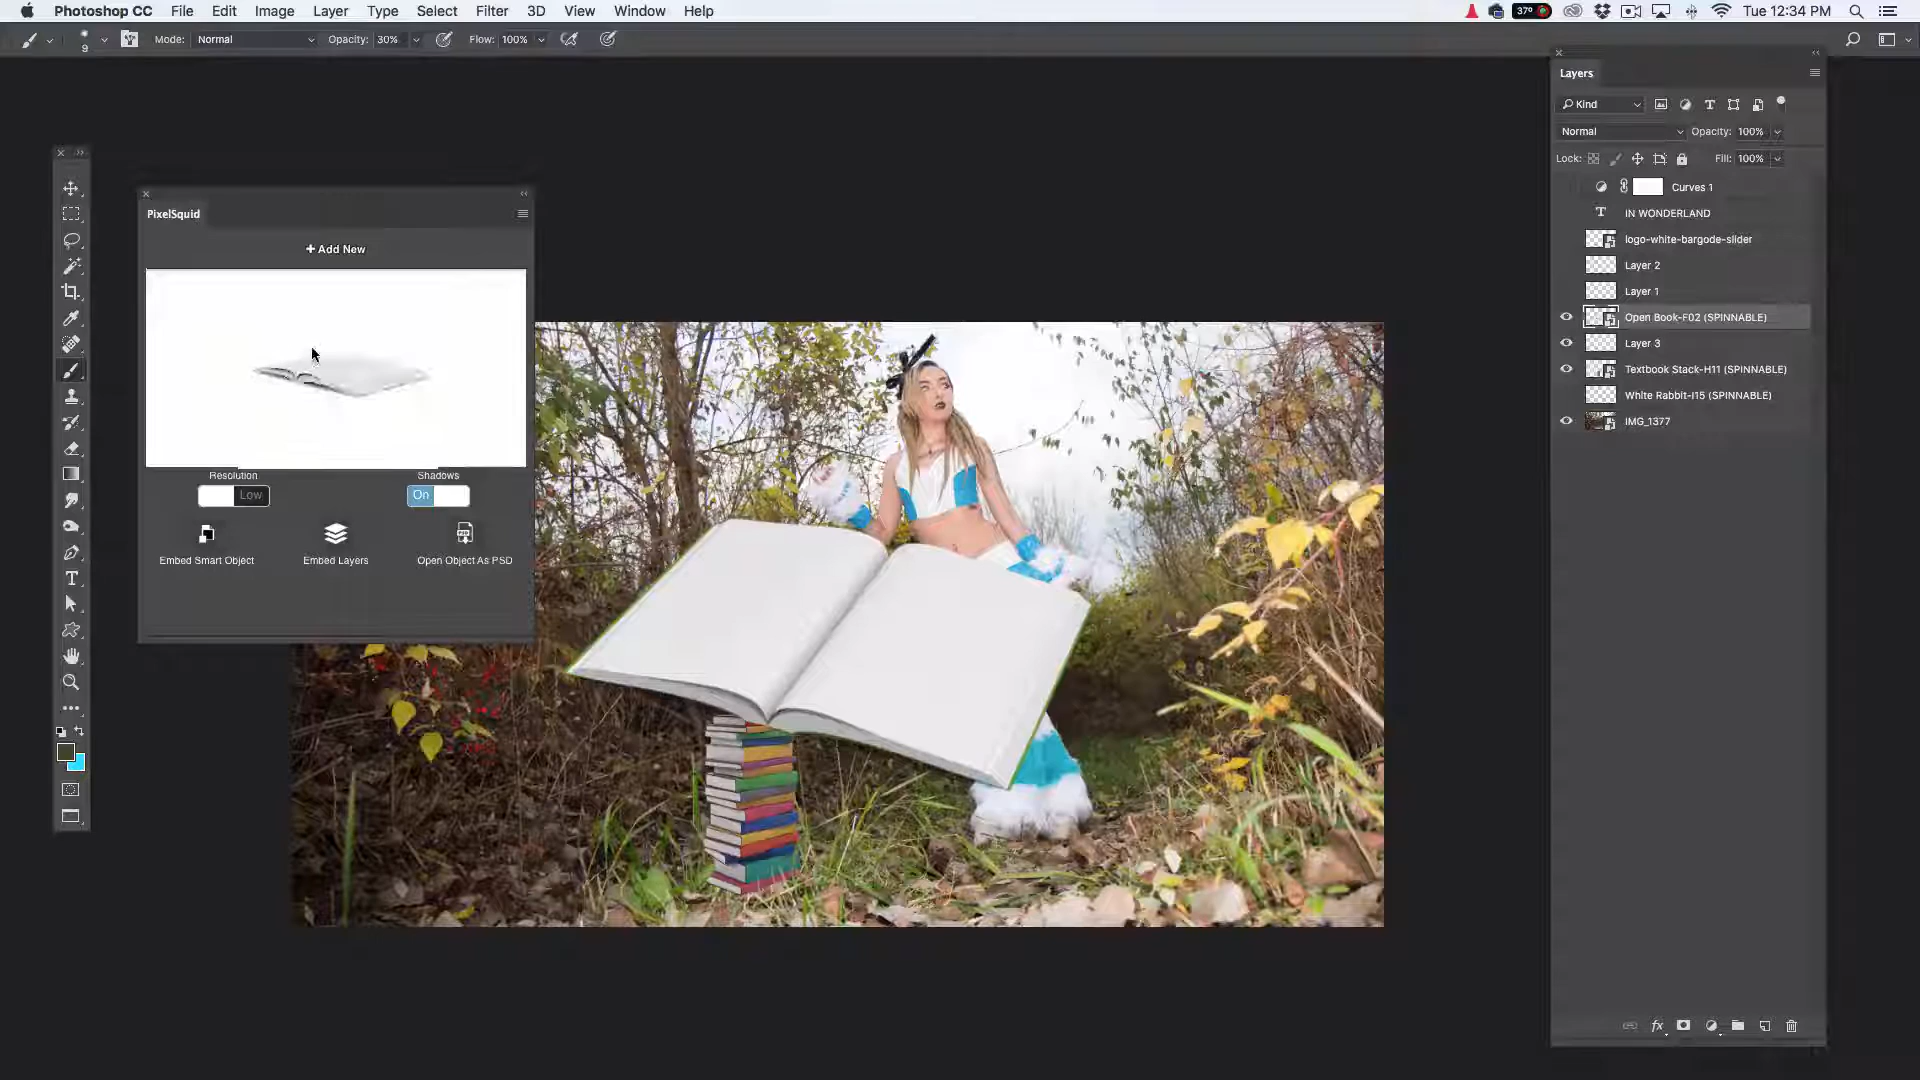 Photoshop CC File Edit Image Layer Type Select Filter 3D View Window Help 37° Tue 12:34 PM
9 Mode: Normal Opacity: 30% Flow: 100%
Layers
Kind
Normal Opacity: 100%
Lock: Fill: 100%
Curves 1
IN WONDERLAND
logo-white-bargode-slider
Layer 2
Layer 1
Open Book-F02 (SPINNABLE)
Layer 3
Textbook Stack-H11 (SPINNABLE)
White Rabbit-I15 (SPINNABLE)
IMG_1377
PixelSquid
+ Add New
Resolution Shadows
Low On
Embed Smart Object Embed Layers Open Object As PSD